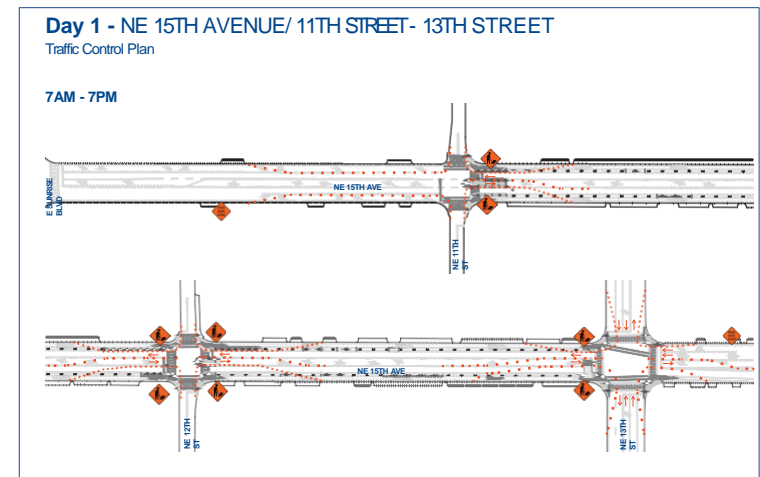 Day 1 - NE 15TH AVENUE/ 11TH STREET - 13TH STREET
Traffic Control Plan
7AM - 7PM
E SUNRISE
BLVD
NE 15TH AVE
NE 11TH
ST
NE 15TH AVE
NE 12TH
ST
NE 13TH
ST